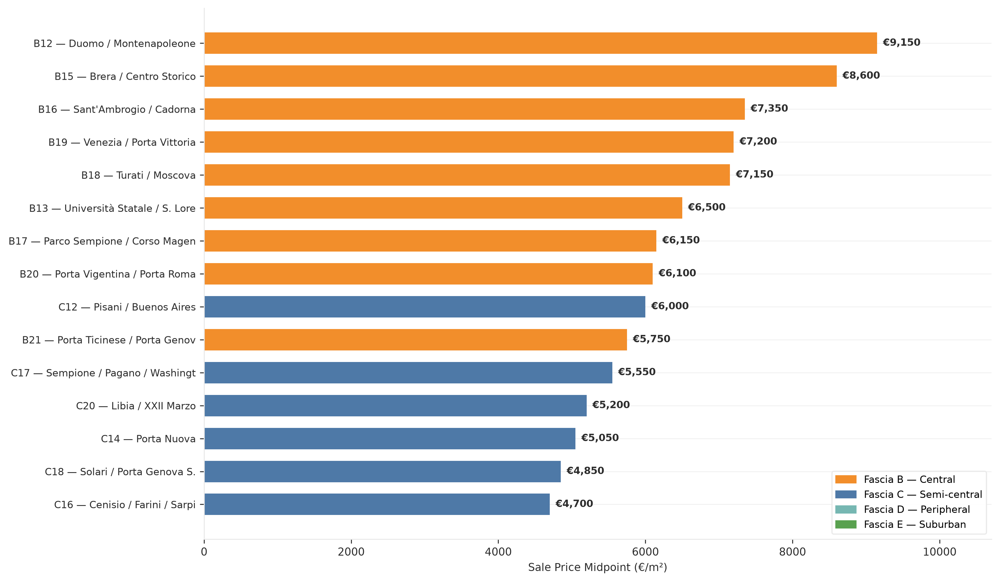 B12 — Duomo / Montenapoleone €9,150
B15 — Brera / Centro Storico €8,600
B16 — Sant'Ambrogio / Cadorna €7,350
B19 — Venezia / Porta Vittoria €7,200
B18 — Turati / Moscova €7,150
B13 — Università Statale / S. Lore €6,500
B17 — Parco Sempione / Corso Magen €6,150
B20 — Porta Vigentina / Porta Roma €6,100
C12 — Pisani / Buenos Aires €6,000
B21 — Porta Ticinese / Porta Genov €5,750
C17 — Sempione / Pagano / Washingt €5,550
C20 — Libia / XXII Marzo €5,200
C14 — Porta Nuova €5,050
C18 — Solari / Porta Genova S. €4,850
C16 — Cenisio / Farini / Sarpi €4,700
Fascia B — Central
Fascia C — Semi-central
Fascia D — Peripheral
Fascia E — Suburban
0 2000 4000 6000 8000 10000
Sale Price Midpoint (€/m²)